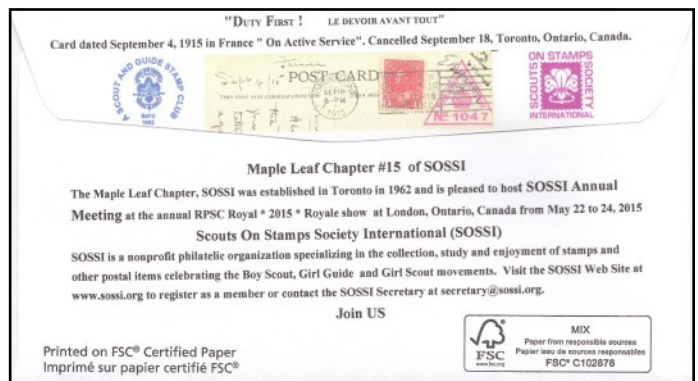 "DUTY FIRST ! LE DEVOIR AVANT TOUT"
Card dated September 4, 1915 in France " On Active Service". Cancelled September 18, Toronto, Ontario, Canada.
A SCOUT AND GUIDE STAMP CLUB
France
Sept 4/15
POST CARD
1915
№ 1047
SCOUTS ON STAMPS SOCIETY INTERNATIONAL
Maple Leaf Chapter #15 of SOSSI
The Maple Leaf Chapter, SOSSI was established in Toronto in 1962 and is pleased to host SOSSI Annual
Meeting at the annual RPSC Royal * 2015 * Royale show at London, Ontario, Canada from May 22 to 24, 2015
Scouts On Stamps Society International (SOSSI)
SOSSI is a nonprofit philatelic organization specializing in the collection, study and enjoyment of stamps and
other postal items celebrating the Boy Scout, Girl Guide and Girl Scout movements. Visit the SOSSI Web Site at
www.sossi.org to register as a member or contact the SOSSI Secretary at secretary@sossi.org.
Join US
Printed on FSC® Certified Paper
Imprimé sur papier certifié FSC®
FSC
www.fsc.org
MIX
Paper from responsible sources
Papier issu de sources responsables
FSC® C102878